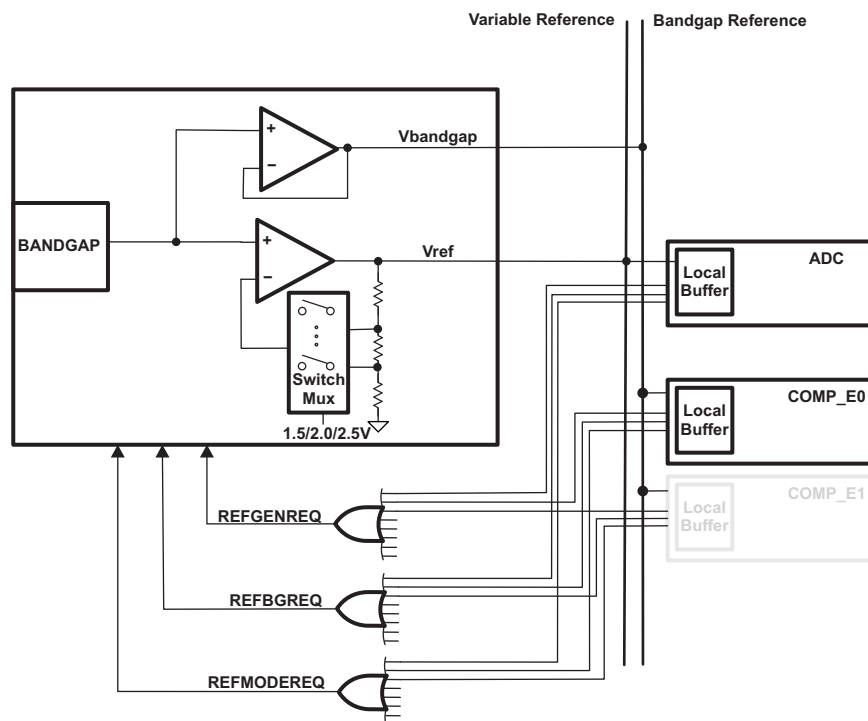 Variable Reference
Bandgap Reference
+
−
Vbandgap
BANDGAP
+
−
Vref
Switch
Mux
1.5/2.0/2.5V
ADC
Local
Buffer
COMP_E0
Local
Buffer
COMP_E1
Local
Buffer
REFGENREQ
REFBGREQ
REFMODEREQ